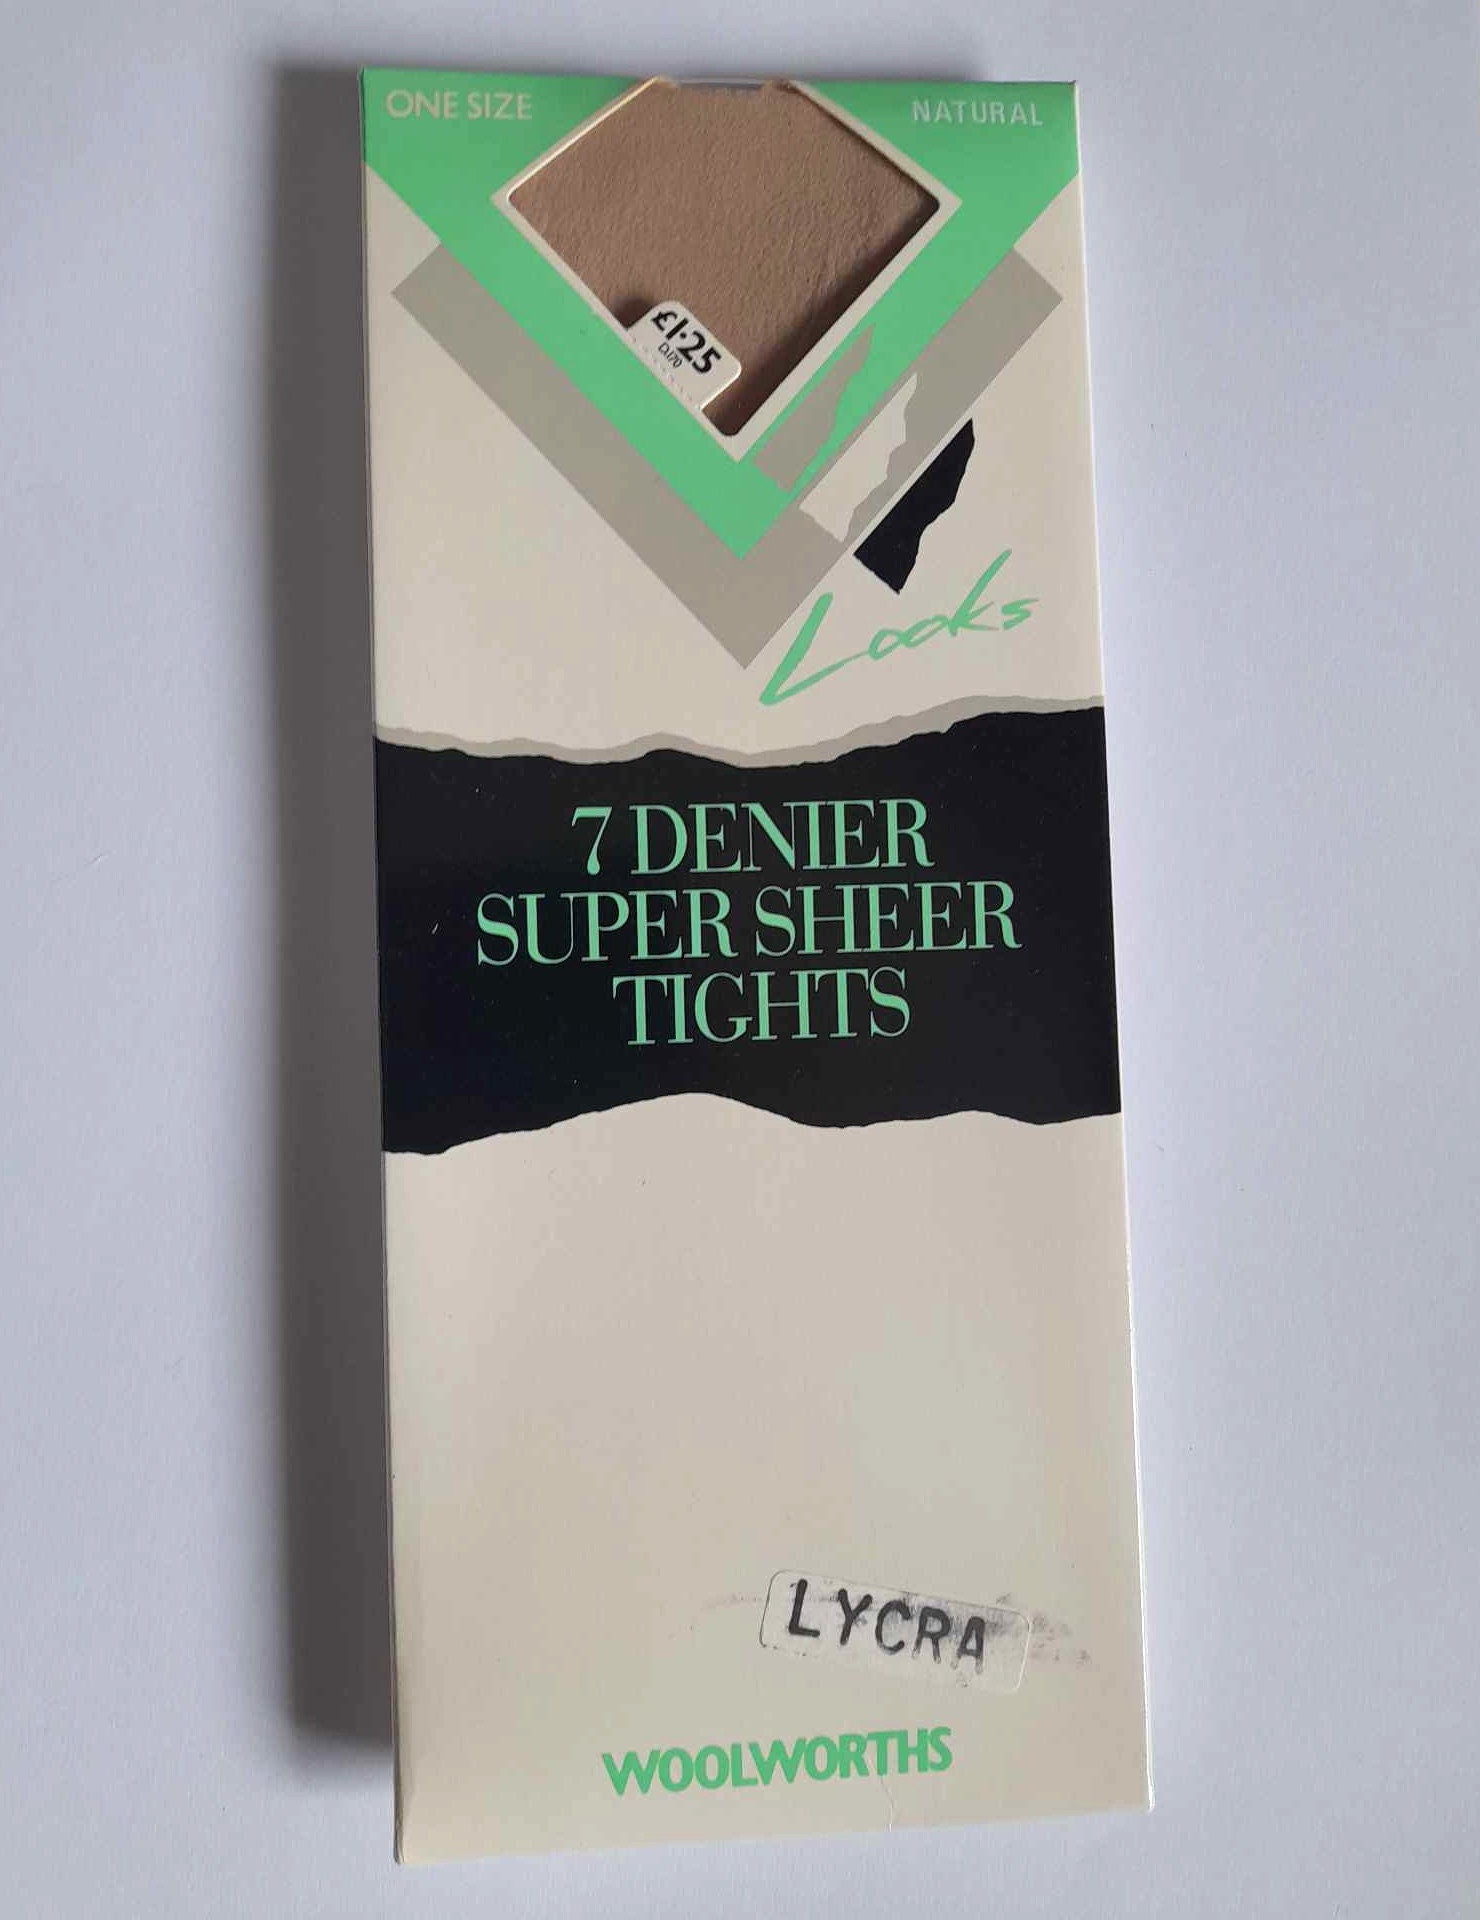 ONE SIZE
NATURAL
£1·25
Looks
7 DENIER
SUPER SHEER
TIGHTS
LYCRA
WOOLWORTHS